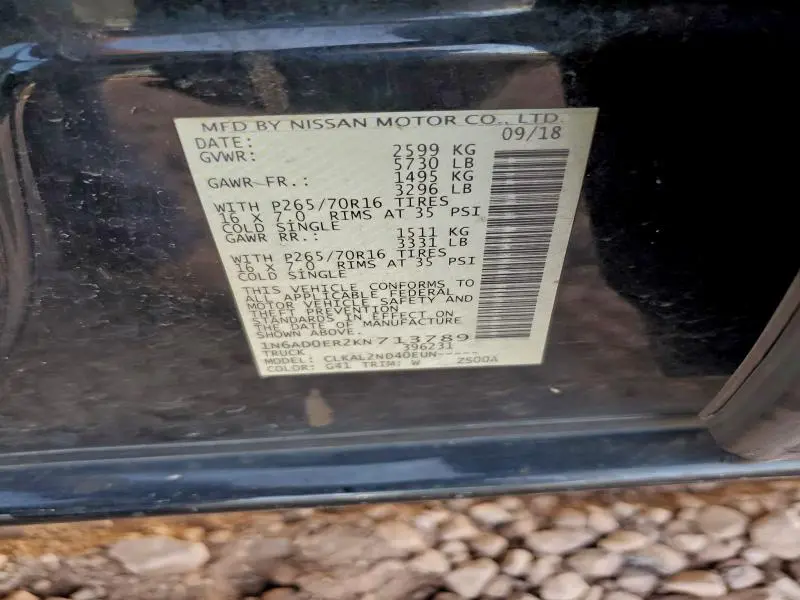 MFD BY NISSAN MOTOR CO., LTD.
DATE: 09/18
GVWR: 2599 KG
5730 LB
GAWR FR.: 1495 KG
3296 LB
WITH P265/70R16 TIRES
16 X 7.0 RIMS AT 35 PSI
COLD SINGLE
GAWR RR.: 1511 KG
3331 LB
WITH P265/70R16 TIRES
16 X 7.0 RIMS AT 35 PSI
COLD SINGLE
THIS VEHICLE CONFORMS TO
ALL APPLICABLE FEDERAL
MOTOR VEHICLE SAFETY AND
THEFT PREVENTION
STANDARDS IN EFFECT ON
THE DATE OF MANUFACTURE
SHOWN ABOVE.
1N6AD0ER2KN713789
TRUCK 396231
MODEL: CLKAL2ND40EUN-----
COLOR: G41 TRIM: W 2S00A